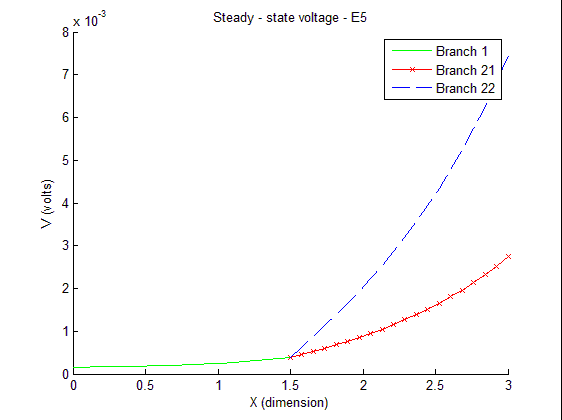 Steady - state voltage - E5
x 10^-3
8
7
6
5
4
3
2
1
0
V (volts)
Branch 1
Branch 21
Branch 22
0 0.5 1 1.5 2 2.5 3
X (dimension)